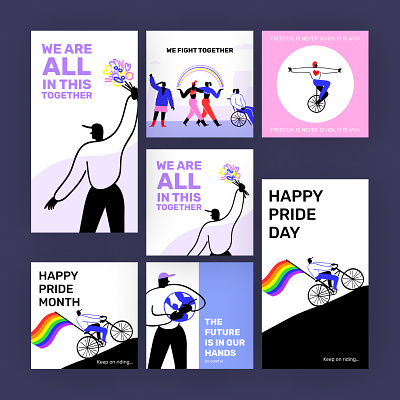 WE ARE
ALL
IN THIS
TOGETHER
WE FIGHT TOGETHER
FREEDOM IS NEVER GIVEN, IT IS WON
FREEDOM IS NEVER GIVEN, IT IS WON
WE ARE
ALL
IN THIS
TOGETHER
HAPPY
PRIDE
DAY
Keep on riding...
HAPPY
PRIDE
MONTH
Keep on riding...
THE
FUTURE
IS IN OUR
HANDS
Be careful